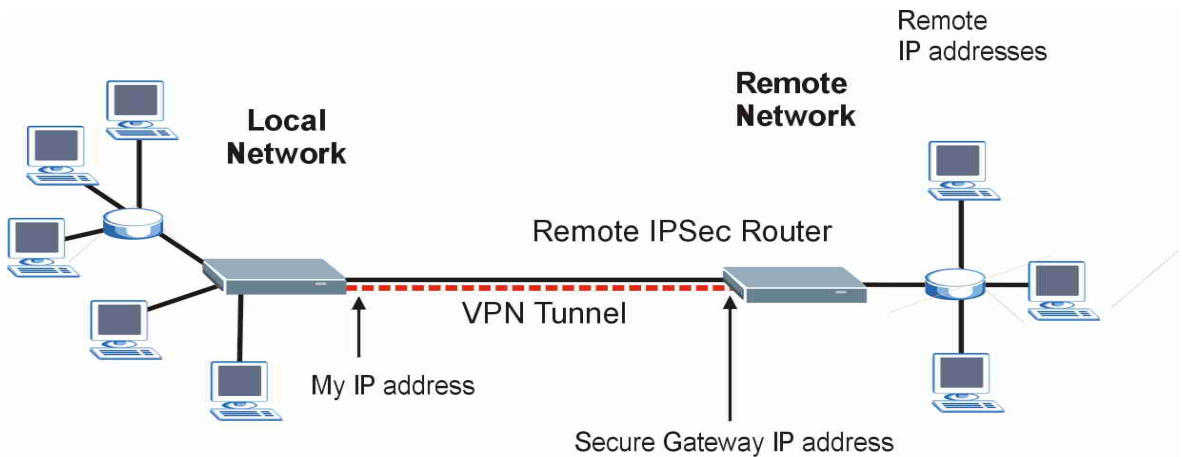 Remote
IP addresses
Remote
Network
Local
Network
Remote IPSec Router
VPN Tunnel
My IP address
Secure Gateway IP address